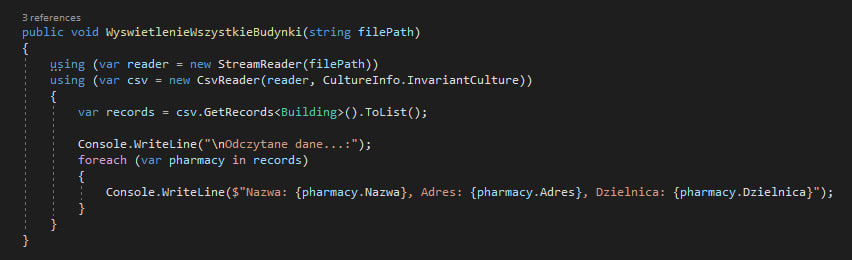 3 references
public void WyswietlenieWszystkieBudynki(string filePath)
{
using (var reader = new StreamReader(filePath))
using (var csv = new CsvReader(reader, CultureInfo.InvariantCulture))
{
var records = csv.GetRecords<Building>().ToList();
Console.WriteLine("\nOdczytane dane...:");
foreach (var pharmacy in records)
{
Console.WriteLine($"Nazwa: {pharmacy.Nazwa}, Adres: {pharmacy.Adres}, Dzielnica: {pharmacy.Dzielnica}");
}
}
}